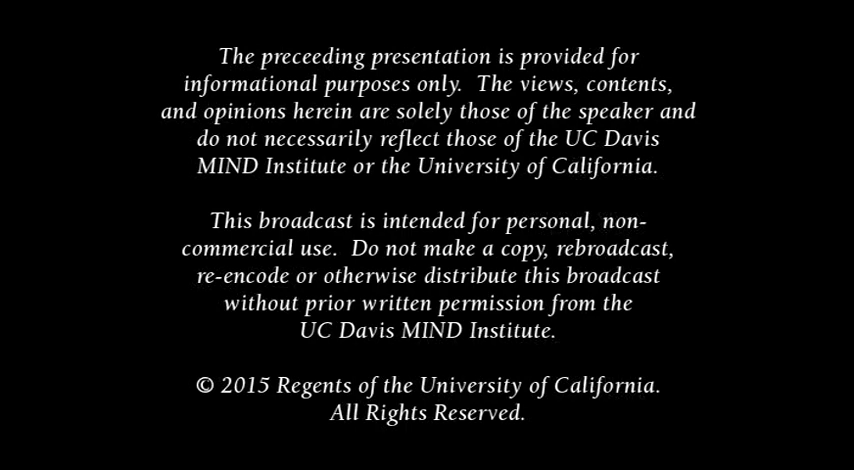 The preceeding presentation is provided for
informational purposes only.  The views, contents,
and opinions herein are solely those of the speaker and
do not necessarily reflect those of the UC Davis
MIND Institute or the University of California.
This broadcast is intended for personal, non-
commercial use.  Do not make a copy, rebroadcast,
re-encode or otherwise distribute this broadcast
without prior written permission from the
UC Davis MIND Institute.
© 2015 Regents of the University of California.
All Rights Reserved.